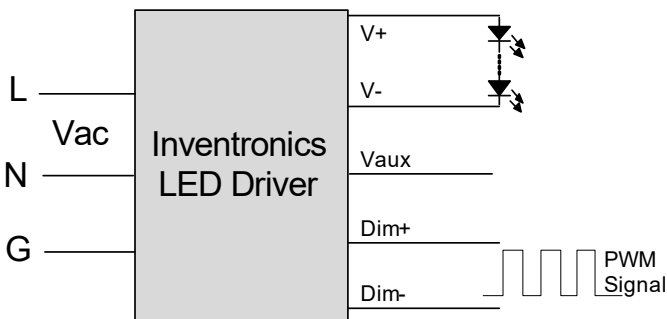 L
Vac
N
G
Inventronics
LED Driver
V+
V-
Vaux
Dim+
Dim-
PWM
Signal